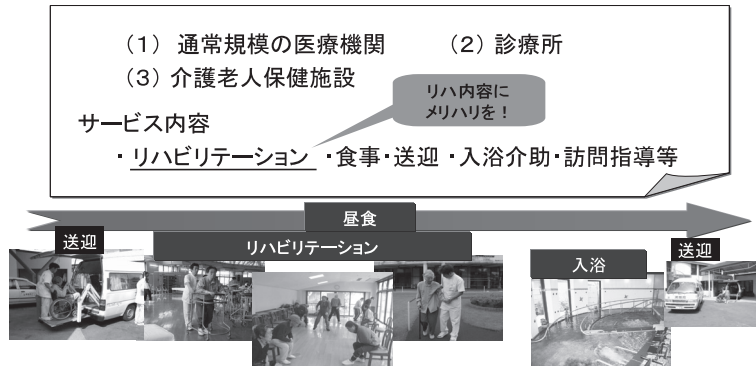 (1) 通常規模の医療機関 (2) 診療所
(3) 介護老人保健施設
リハ内容に
メリハリを!
サービス内容
・リハビリテーション ・食事・送迎・入浴介助・訪問指導等
昼食
送迎
リハビリテーション
入浴
送迎